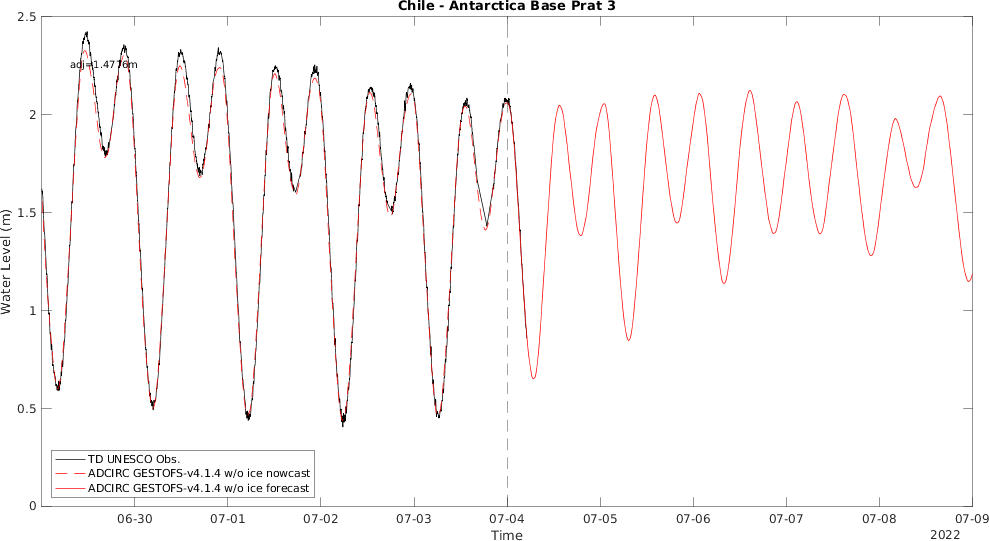 Chile - Antarctica Base Prat 3
2.5
adj=1.4776m
2
1.5
Water Level (m)
1
0.5
TD UNESCO Obs.
ADCIRC GESTOFS-v4.1.4 w/o ice nowcast
ADCIRC GESTOFS-v4.1.4 w/o ice forecast
0
06-30 07-01 07-02 07-03 07-04 07-05 07-06 07-07 07-08 07-09
Time
2022